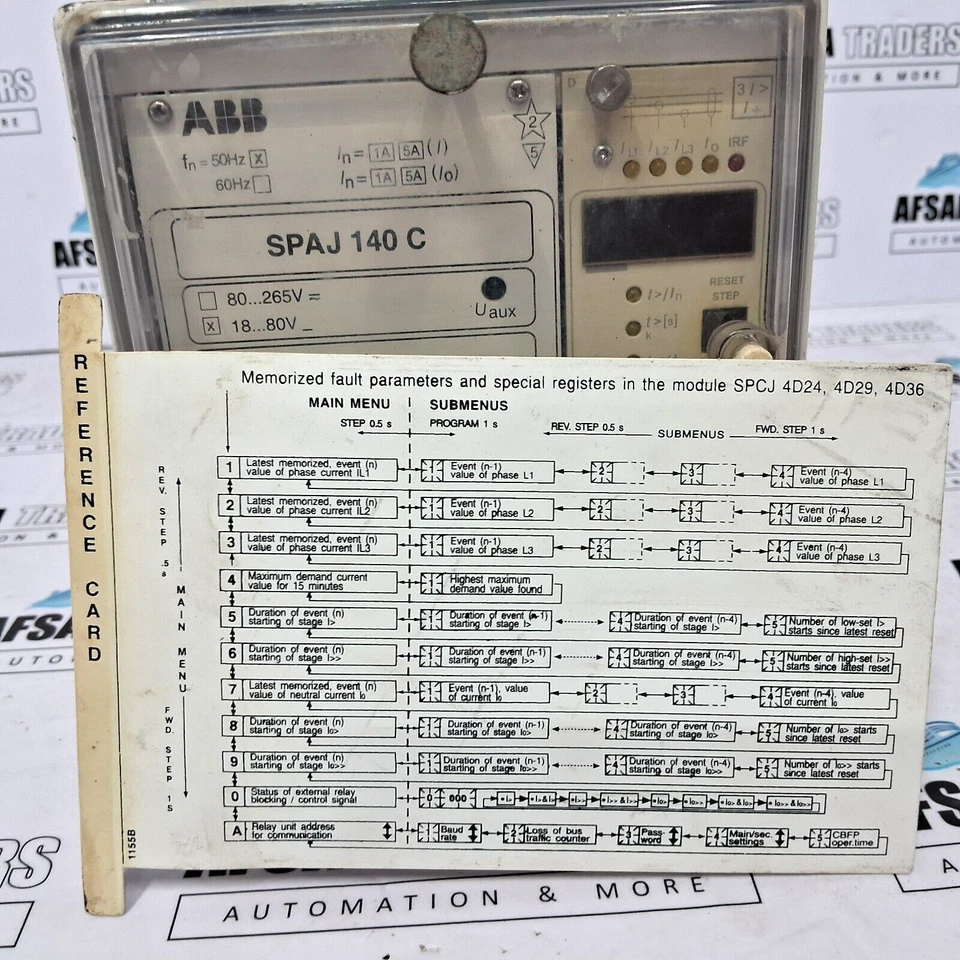 ABB
fn = 50Hz x
60Hz
In = 1A 5A (I)
In = 1A 5A (Io)
2
5
SPAJ 140 C
80...265V
x 18...80V
Uaux
3 I >
IL1 IL2 IL3 Io IRF
I>/In
t>[s]
k
RESET
STEP
REFERENCE CARD
Memorized fault parameters and special registers in the module SPCJ 4D24, 4D29, 4D36
MAIN MENU SUBMENUS
STEP 0.5 s PROGRAM 1 s REV. STEP 0.5 s SUBMENUS FWD. STEP 1 s
REV. STEP .5 s
MAIN MENU
FWD. STEP 1S
1 Latest memorized, event (n) value of phase current IL1
1 Event (n-1) value of phase L1
2
3
4 Event (n-4) value of phase L1
2 Latest memorized, event (n) value of phase current IL2
1 Event (n-1) value of phase L2
2
3
4 Event (n-4) value of phase L2
3 Latest memorized, event (n) value of phase current IL3
1 Event (n-1) value of phase L3
2
3
4 Event (n-4) value of phase L3
4 Maximum demand current value for 15 minutes
1 Highest maximum demand value found
5 Duration of event (n) starting of stage I>
1 Duration of event (n-1) starting of stage I>
4 Duration of event (n-4) starting of stage I>
5 Number of low-set I> starts since latest reset
6 Duration of event (n) starting of stage I>>
1 Duration of event (n-1) starting of stage I>>
4 Duration of event (n-4) starting of stage I>>
5 Number of high-set I>> starts since latest reset
7 Latest memorized, event (n) value of neutral current Io
1 Event (n-1), value of current Io
2
3
4 Event (n-4), value of current Io
8 Duration of event (n) starting of stage Io>
1 Duration of event (n-1) starting of stage Io>
4 Duration of event (n-4) starting of stage Io>
5 Number of Io> starts since latest reset
9 Duration of event (n) starting of stage Io>>
1 Duration of event (n-1) starting of stage Io>>
4 Duration of event (n-4) starting of stage Io>>
5 Number of Io>> starts since latest reset
0 Status of external relay blocking / control signal
0 000
A Relay unit address for communication
1 Baud rate
2 Loss of bus traffic counter
3 Password
4 Main/sec. settings
5 CBFP oper.time
1155B
TRADERS
AUTOMATION & MORE
AFSA
AUTOMATION & MORE